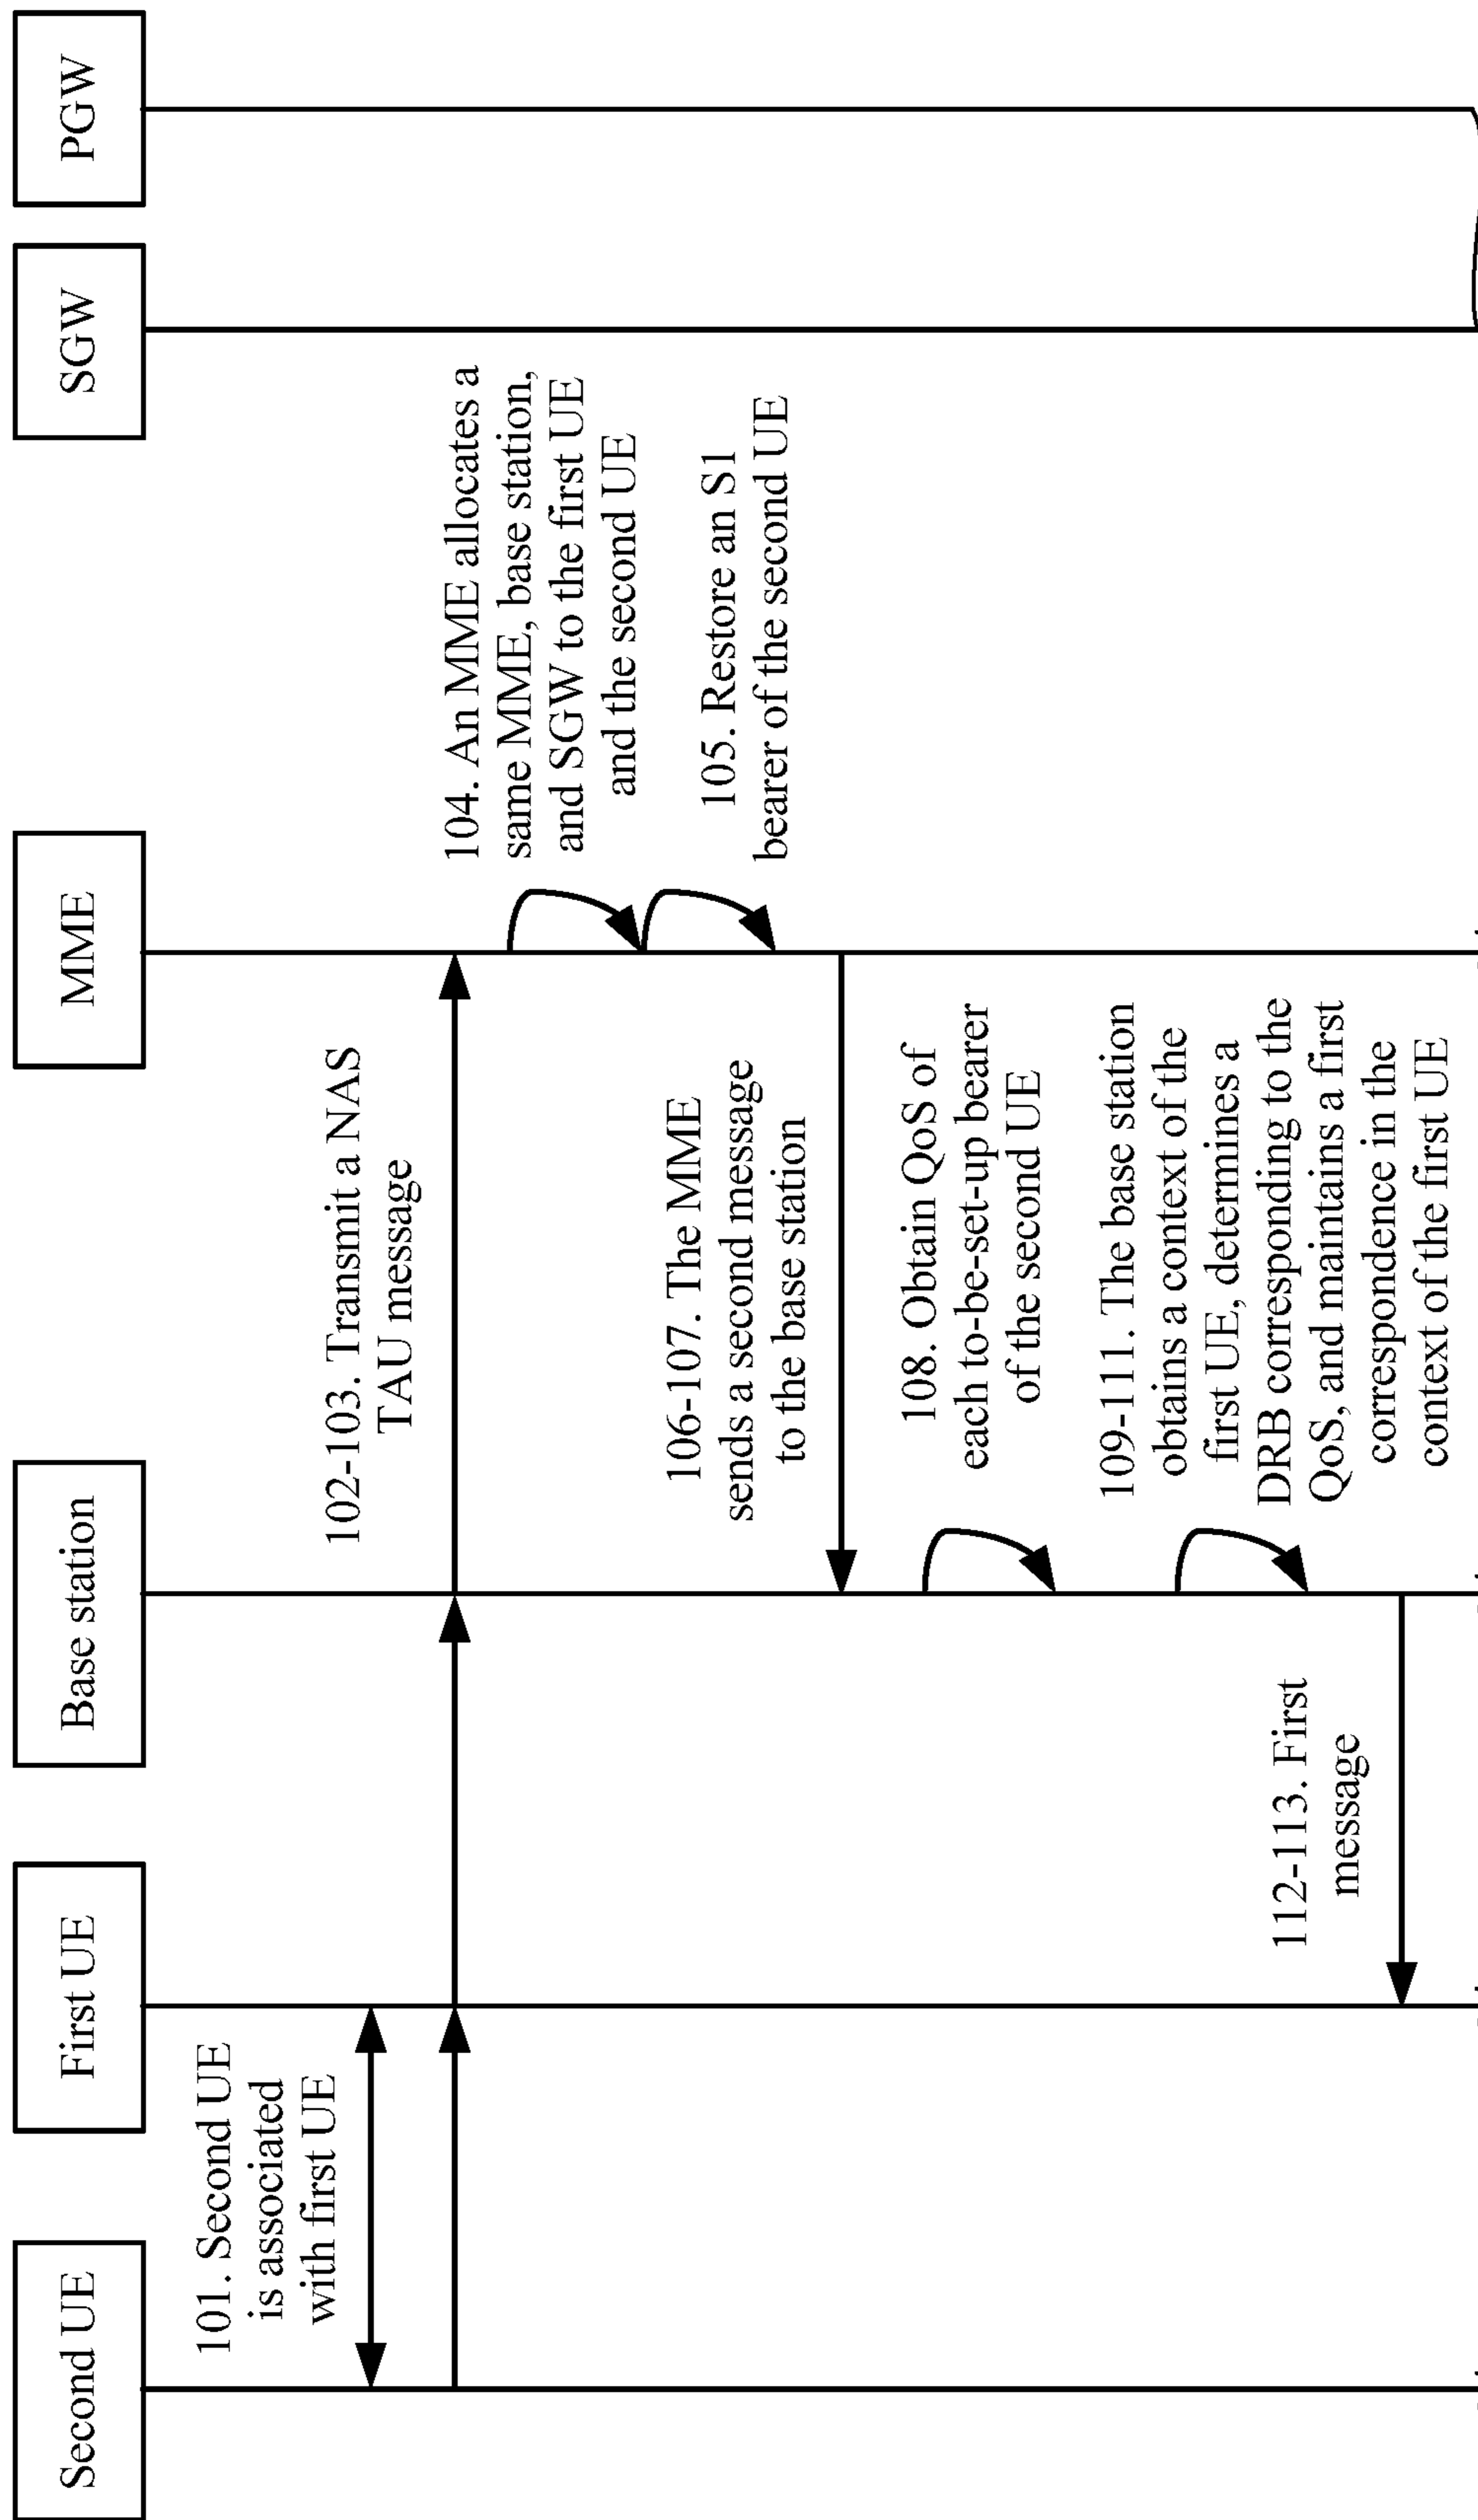 Second UE
First UE
Base station
MME
SGW
PGW
101. Second UE
is associated
with first UE
102-103. Transmit a NAS
TAU message
104. An MME allocates a
same MME, base station,
and SGW to the first UE
and the second UE
105. Restore an S1
bearer of the second UE
106-107. The MME
sends a second message
to the base station
108. Obtain QoS of
each to-be-set-up bearer
of the second UE
109-111. The base station
obtains a context of the
first UE, determines a
DRB corresponding to the
QoS, and maintains a first
correspondence in the
context of the first UE
112-113. First
message